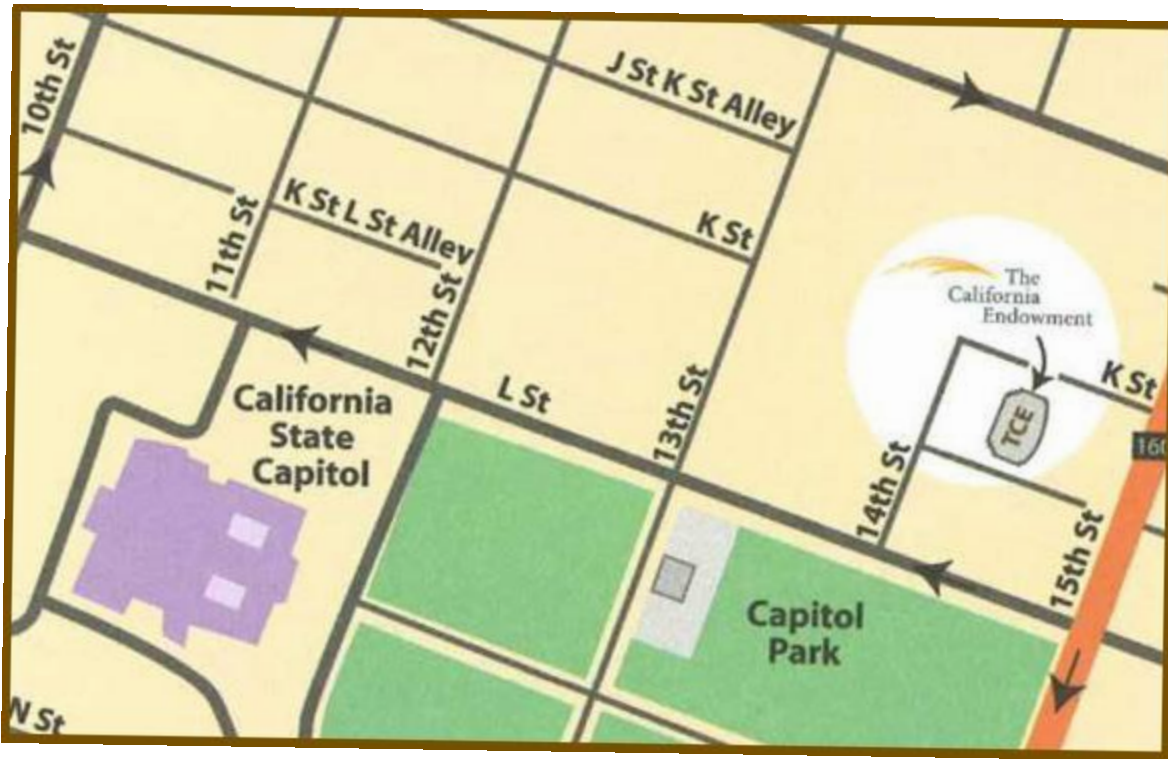 10th St
J St K St Alley
K St L St Alley
11th St
K St
12th St
The
California
Endowment
K St
TCE
160
California
State
Capitol
L St
13th St
14th St
15th St
Capitol
Park
N St